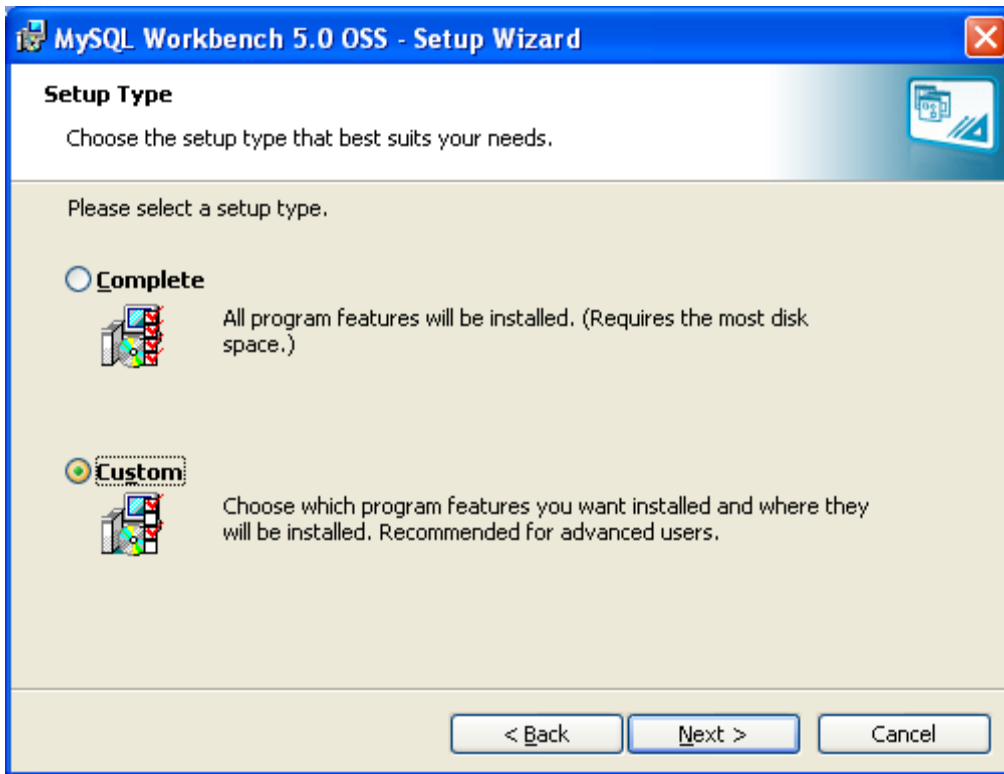 MySQL Workbench 5.0 OSS - Setup Wizard
Setup Type
Choose the setup type that best suits your needs.
Please select a setup type.
Complete
All program features will be installed. (Requires the most disk
space.)
Custom
Choose which program features you want installed and where they
will be installed. Recommended for advanced users.
< Back Next > Cancel